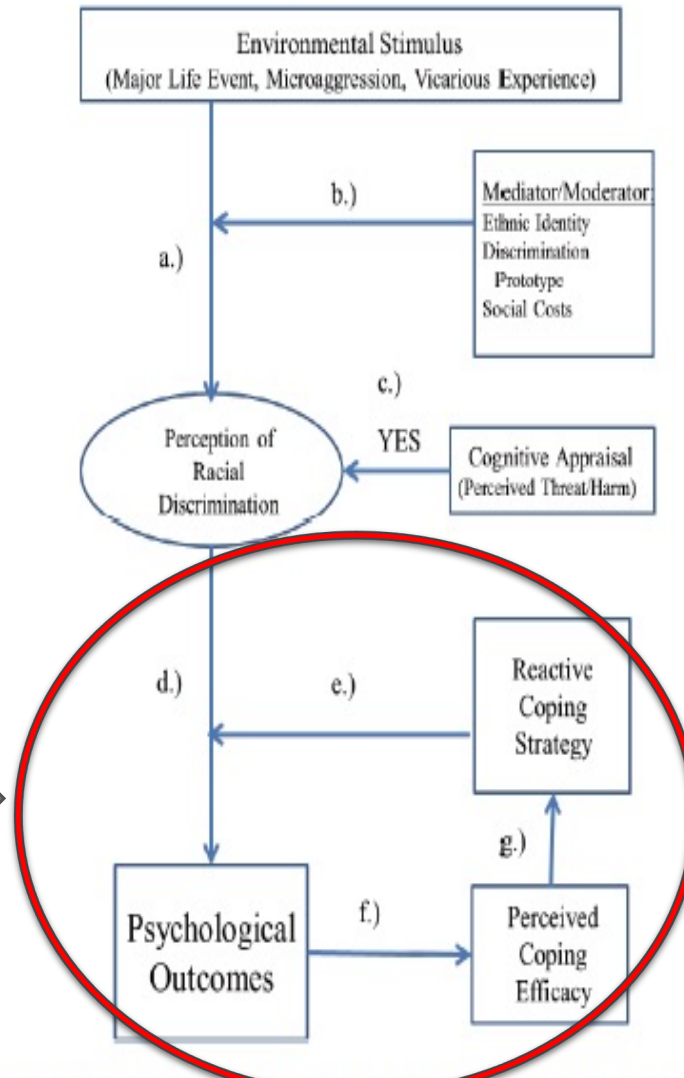 Environmental Stimulus
(Major Life Event, Microaggression, Vicarious Experience)
b.)
Mediator/Moderator:
Ethnic Identity
Discrimination
Prototype
Social Costs
a.)
c.)
YES
Perception of
Racial
Discrimination
Cognitive Appraisal
(Perceived Threat/Harm)
d.)
e.)
Reactive
Coping
Strategy
g.)
Psychological
Outcomes
f.)
Perceived
Coping
Efficacy